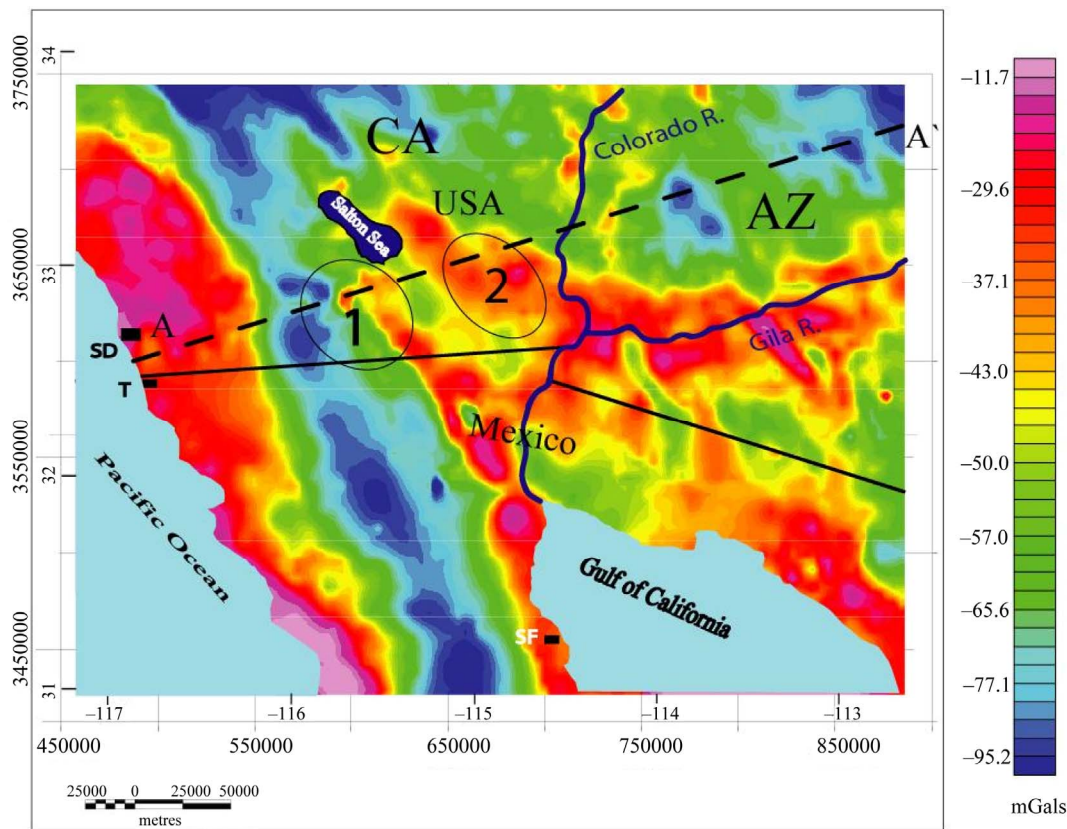 34
3750000
33
3650000
32
3550000
31
3450000
CA
USA
AZ
Colorado R.
A`
Salton Sea
Gila R.
1
2
A
SD
T
Mexico
Pacific Ocean
Gulf of California
SF
–117
–116
–115
–114
–113
450000
550000
650000
750000
850000
25000 0 25000 50000
metres
–11.7
–29.6
–37.1
–43.0
–50.0
–57.0
–65.6
–77.1
–95.2
mGals